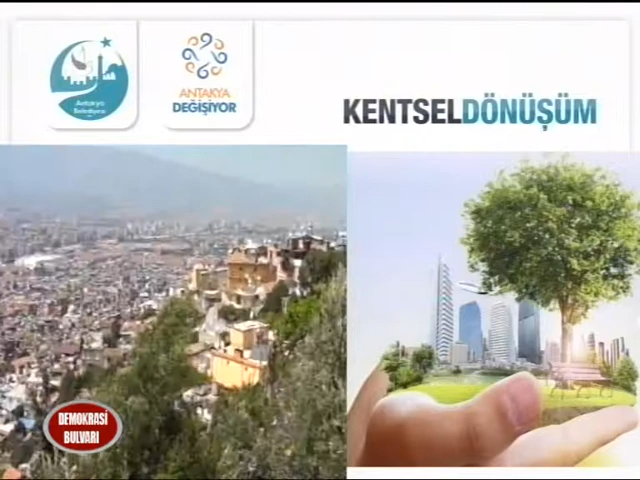 Antakya
Belediyesi
ANTAKYA
DEĞİŞİYOR
KENTSELDÖNÜŞÜM
DEMOKRASİ
BULVARI